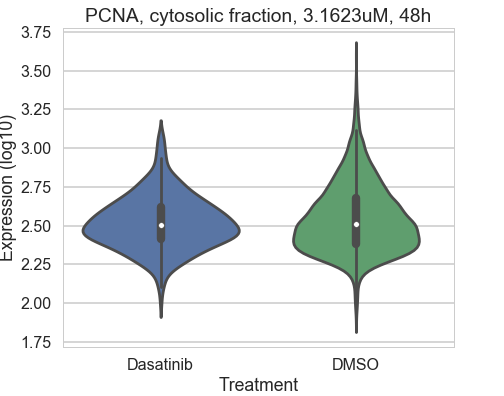 PCNA, cytosolic fraction, 3.1623uM, 48h
Expression (log10)
3.75
3.50
3.25
3.00
2.75
2.50
2.25
2.00
1.75
Dasatinib DMSO
Treatment